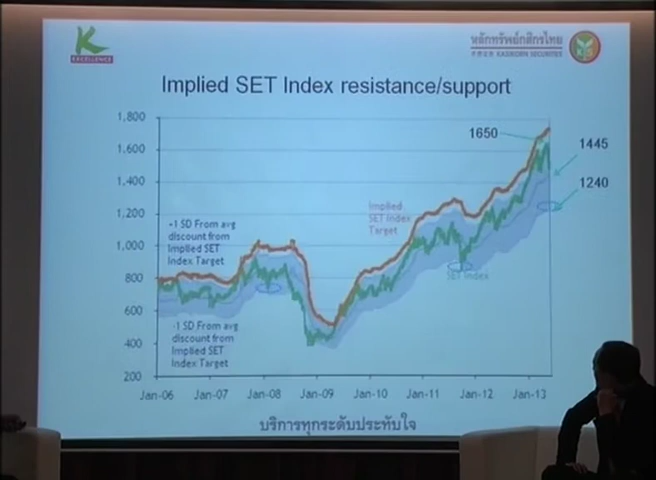 K
EXCELLENCE
หลักทรัพย์กสิกรไทย
KASIKORN SECURITIES
Implied SET Index resistance/support
1,800
1,600
1,400
1,200
1,000
800
600
400
200
1650
1445
1240
+1 SD From avg
discount from
Implied SET
Index Target
Implied
SET Index
Target
SET Index
-1 SD From avg
discount from
Implied SET
Index Target
Jan-06 Jan-07 Jan-08 Jan-09 Jan-10 Jan-11 Jan-12 Jan-13
บริการทุกระดับประทับใจ